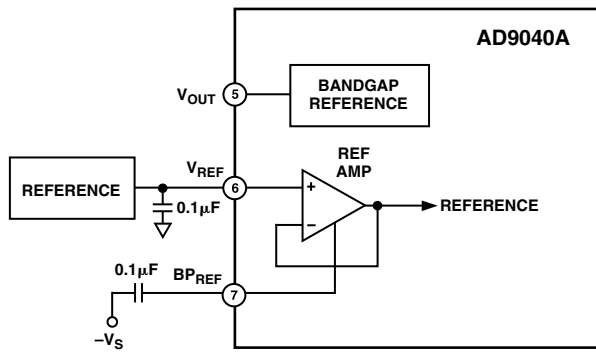 AD9040A
BANDGAP
REFERENCE
VOUT
5
REF
AMP
VREF
6
+
REFERENCE
REFERENCE
0.1μF
–
0.1μF
BPREF
7
–VS